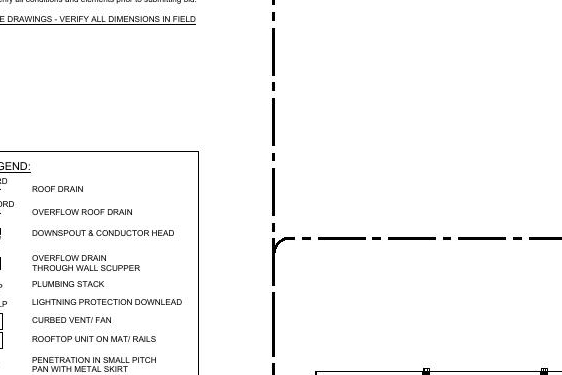 all conditions and elements prior to submitting bid.
E DRAWINGS - VERIFY ALL DIMENSIONS IN FIELD
GEND:
RD
ROOF DRAIN
ORD
OVERFLOW ROOF DRAIN
DOWNSPOUT & CONDUCTOR HEAD
OVERFLOW DRAIN
THROUGH WALL SCUPPER
PLUMBING STACK
LP LIGHTNING PROTECTION DOWNLEAD
CURBED VENT/ FAN
ROOFTOP UNIT ON MAT/ RAILS
PENETRATION IN SMALL PITCH
PAN WITH METAL SKIRT